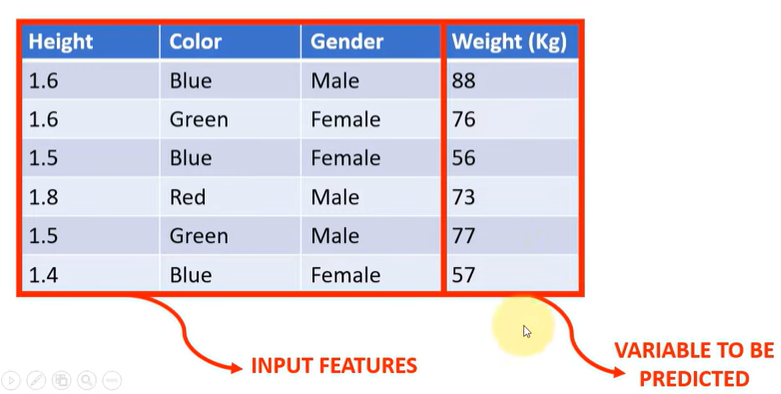 Height Color Gender Weight (Kg)
1.6 Blue Male 88
1.6 Green Female 76
1.5 Blue Female 56
1.8 Red Male 73
1.5 Green Male 77
1.4 Blue Female 57
INPUT FEATURES
VARIABLE TO BE
PREDICTED